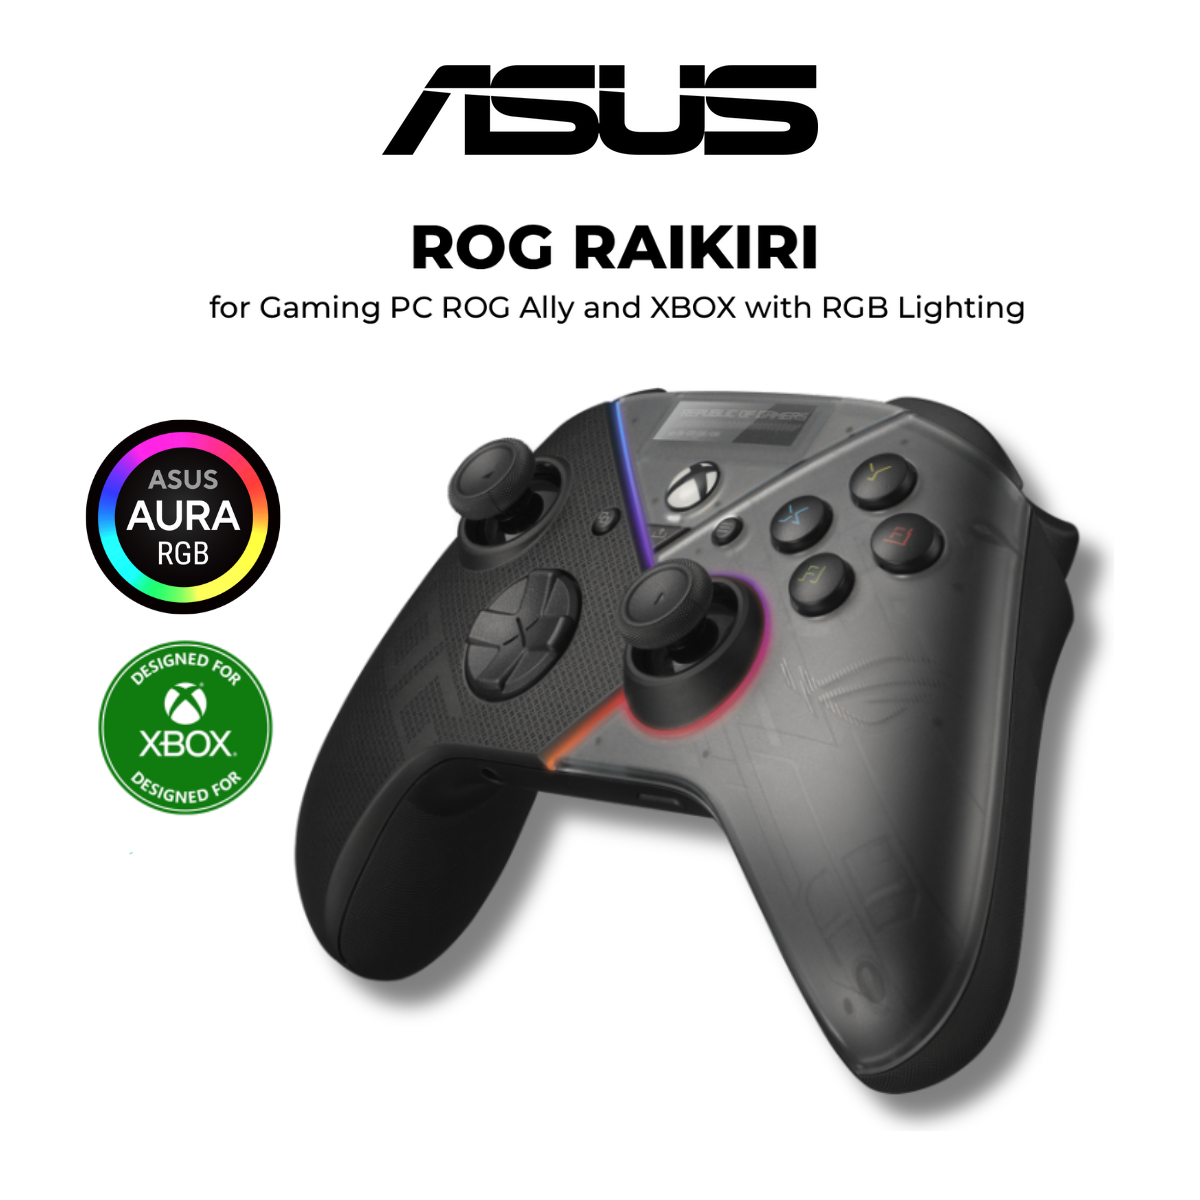 ASUS
ROG RAIKIRI
for Gaming PC ROG Ally and XBOX with RGB Lighting
REPUBLIC OF GAMERS
ASUS
AURA
RGB
DESIGNED FOR
XBOX
DESIGNED FOR